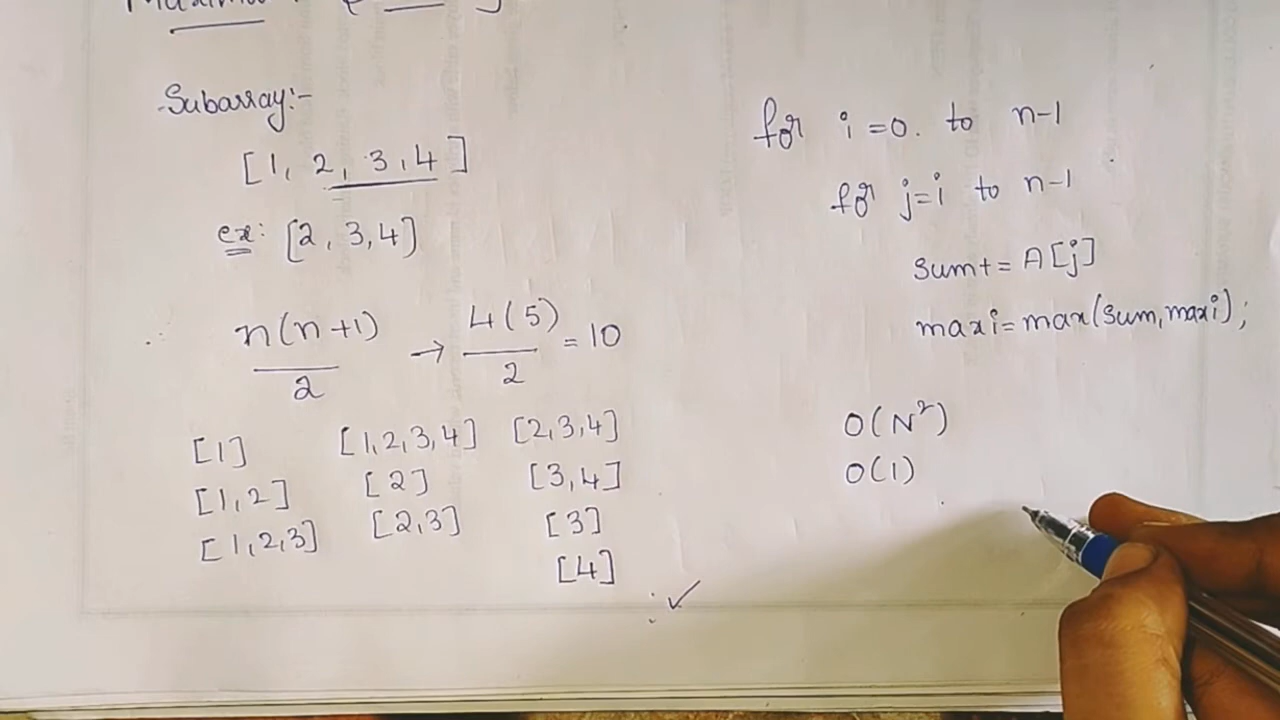 Subarray:-
[1, 2, 3, 4]
ex: [2, 3, 4]
n(n+1)/2 → 4(5)/2 = 10
[1] [1,2,3,4] [2,3,4]
[1,2] [2] [3,4]
[1,2,3] [2,3] [3]
[4]
for i=0. to n-1
for j=i to n-1
sum+= A[j]
maxi=max(sum,maxi);
O(N²)
O(1)